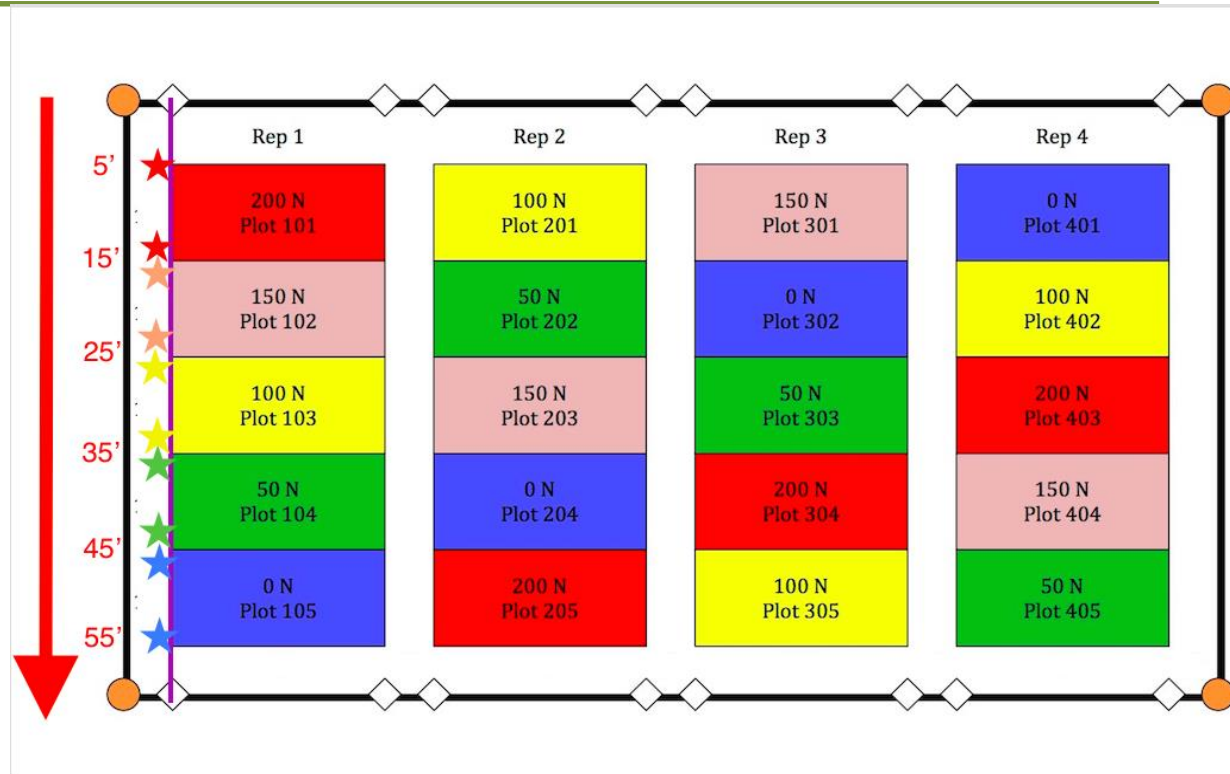 Rep 1
Rep 2
Rep 3
Rep 4
5’
15’
25’
35’
45’
55’
200 N
Plot 101
100 N
Plot 201
150 N
Plot 301
0 N
Plot 401
150 N
Plot 102
50 N
Plot 202
0 N
Plot 302
100 N
Plot 402
100 N
Plot 103
150 N
Plot 203
50 N
Plot 303
200 N
Plot 403
50 N
Plot 104
0 N
Plot 204
200 N
Plot 304
150 N
Plot 404
0 N
Plot 105
200 N
Plot 205
100 N
Plot 305
50 N
Plot 405